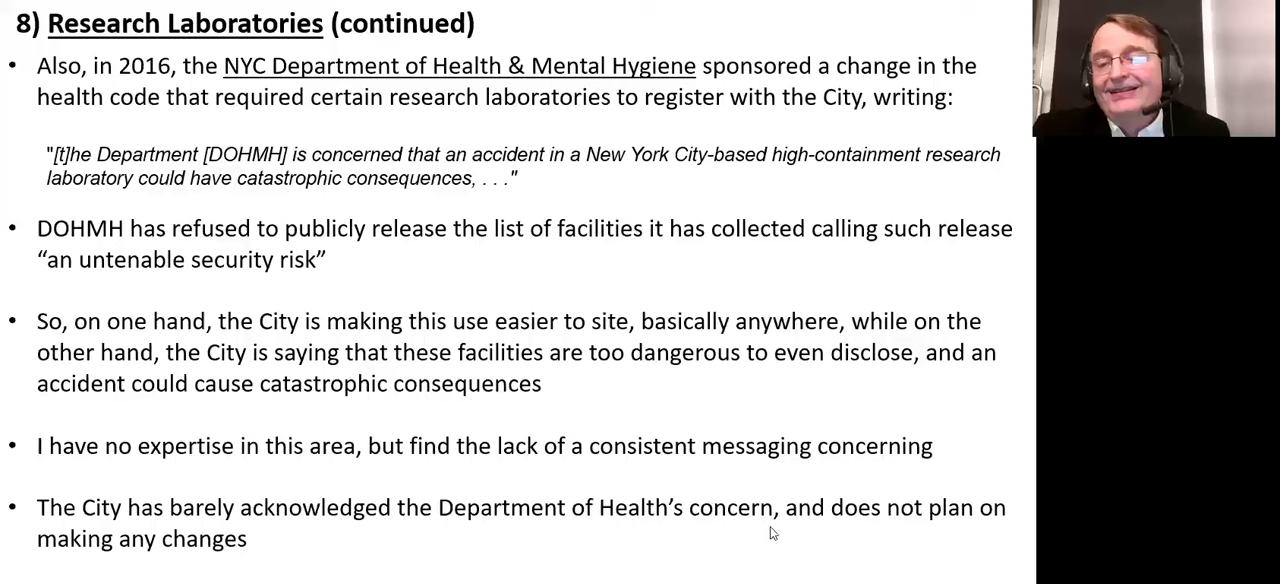 8) Research Laboratories (continued)
• Also, in 2016, the NYC Department of Health & Mental Hygiene sponsored a change in the
health code that required certain research laboratories to register with the City, writing:
"[t]he Department [DOHMH] is concerned that an accident in a New York City-based high-containment research
laboratory could have catastrophic consequences, . . ."
• DOHMH has refused to publicly release the list of facilities it has collected calling such release
“an untenable security risk”
• So, on one hand, the City is making this use easier to site, basically anywhere, while on the
other hand, the City is saying that these facilities are too dangerous to even disclose, and an
accident could cause catastrophic consequences
• I have no expertise in this area, but find the lack of a consistent messaging concerning
• The City has barely acknowledged the Department of Health’s concern, and does not plan on
making any changes